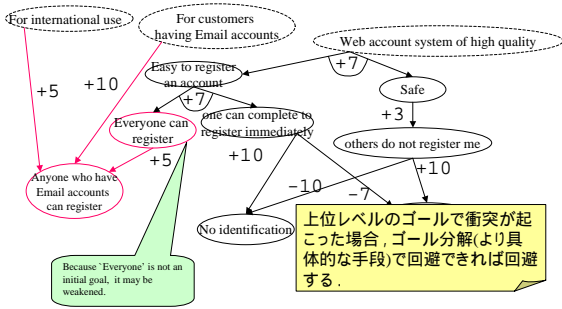 For international use
For customers
having Email accounts
Web account system of high quality
+7
Easy to register
an account
Safe
+5
+10
+7
+3
Everyone can
register
one can complete to
register immediately
others do not register me
+5
+10
+10
-10
-7
Anyone who have
Email accounts
can register
No identification
上位レベルのゴールで衝突が起
こった場合,ゴール分解(より具
体的な手段)で回避できれば回避
する.
Because `Everyone' is not an
initial goal, it may be
weakened.